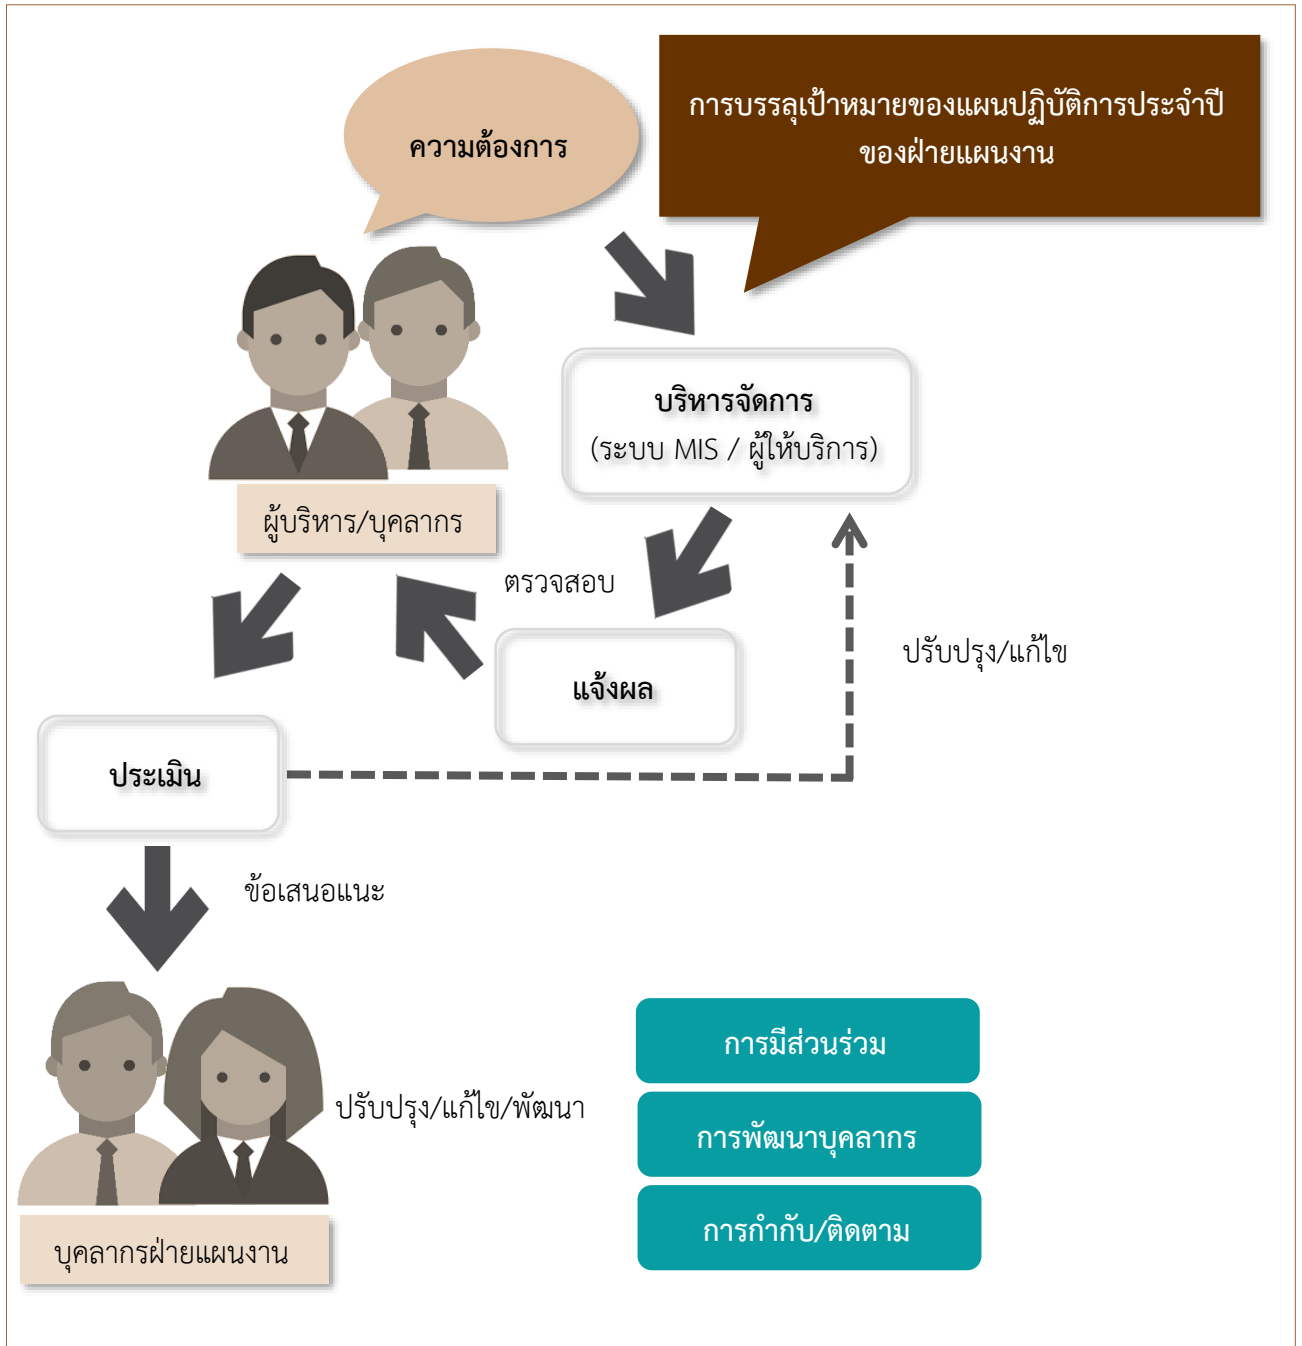 ความต้องการ
การบรรลุเป้าหมายของแผนปฏิบัติการประจำปี
ของฝ่ายแผนงาน
บริหารจัดการ
(ระบบ MIS / ผู้ให้บริการ)
ผู้บริหาร/บุคลากร
ตรวจสอบ
ปรับปรุง/แก้ไข
แจ้งผล
ประเมิน
ข้อเสนอแนะ
การมีส่วนร่วม
ปรับปรุง/แก้ไข/พัฒนา
การพัฒนาบุคลากร
การกำกับ/ติดตาม
บุคลากรฝ่ายแผนงาน